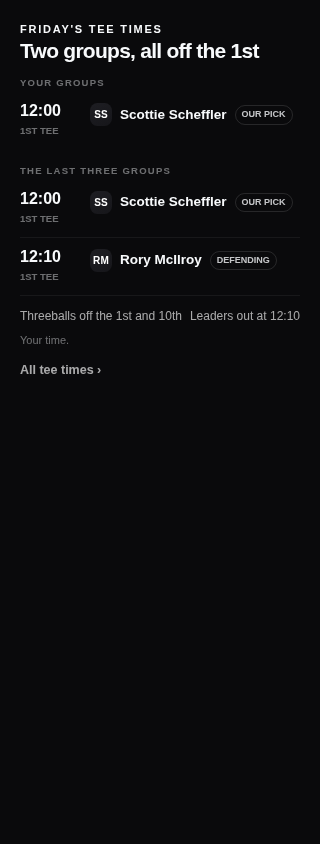 FRIDAY'S TEE TIMES
Two groups, all off the 1st
YOUR GROUPS
12:00 SS Scottie Scheffler OUR PICK
1ST TEE
THE LAST THREE GROUPS
12:00 SS Scottie Scheffler OUR PICK
1ST TEE
12:10 RM Rory McIlroy DEFENDING
1ST TEE
Threeballs off the 1st and 10th Leaders out at 12:10
Your time.
All tee times ›